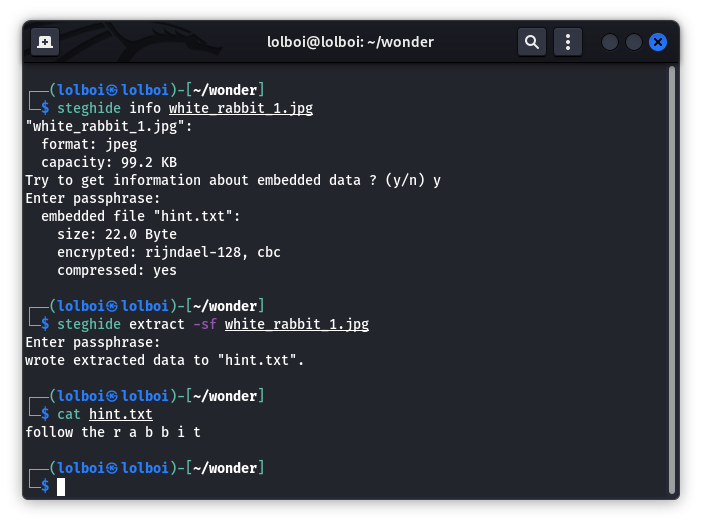 lolboi@lolboi: ~/wonder
┌──(lolboi㉿lolboi)-[~/wonder]
└─$ steghide info white_rabbit_1.jpg
"white_rabbit_1.jpg":
  format: jpeg
  capacity: 99.2 KB
Try to get information about embedded data ? (y/n) y
Enter passphrase:
  embedded file "hint.txt":
    size: 22.0 Byte
    encrypted: rijndael-128, cbc
    compressed: yes
┌──(lolboi㉿lolboi)-[~/wonder]
└─$ steghide extract -sf white_rabbit_1.jpg
Enter passphrase:
wrote extracted data to "hint.txt".
┌──(lolboi㉿lolboi)-[~/wonder]
└─$ cat hint.txt
follow the r a b b i t
┌──(lolboi㉿lolboi)-[~/wonder]
└─$